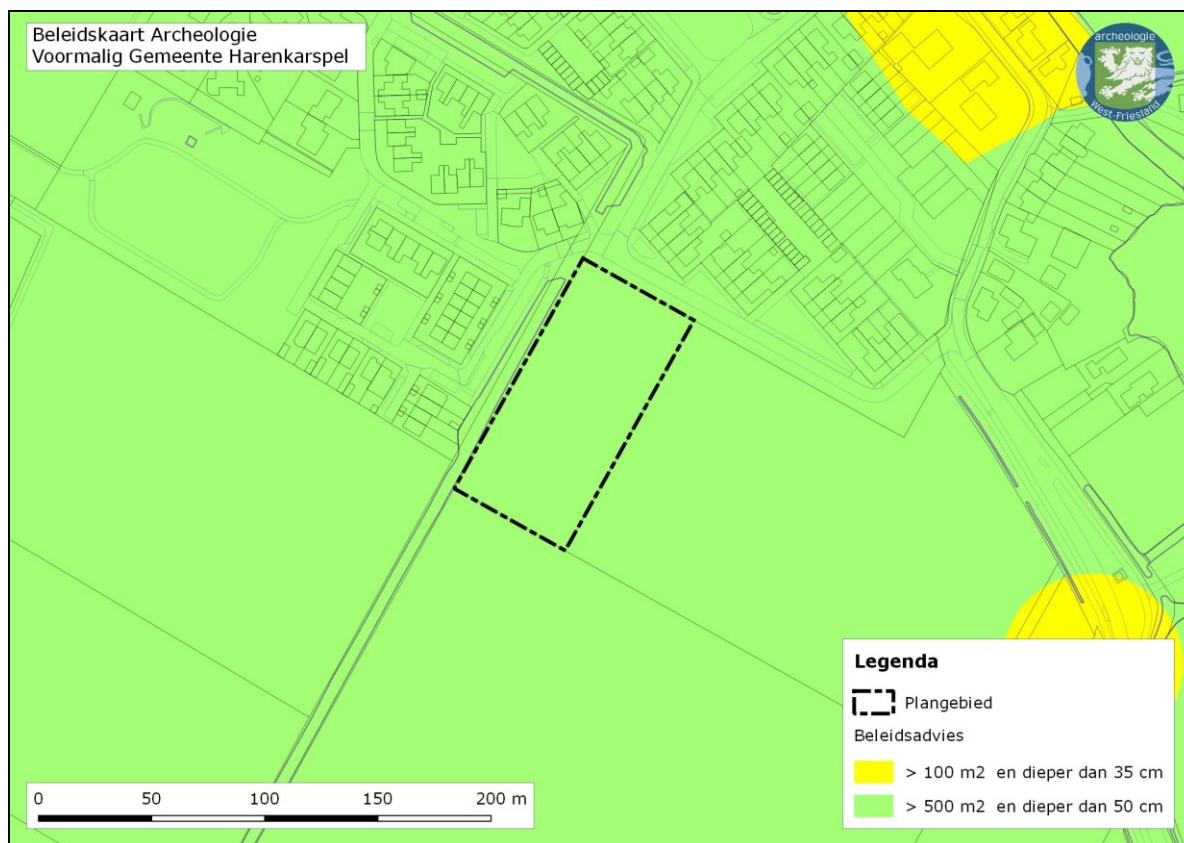 Beleidskaart Archeologie
Voormalig Gemeente Harenkarspel
archeologie
West-Friesland
Legenda
Plangebied
Beleidsadvies
> 100 m2 en dieper dan 35 cm
> 500 m2 en dieper dan 50 cm
0 50 100 150 200 m